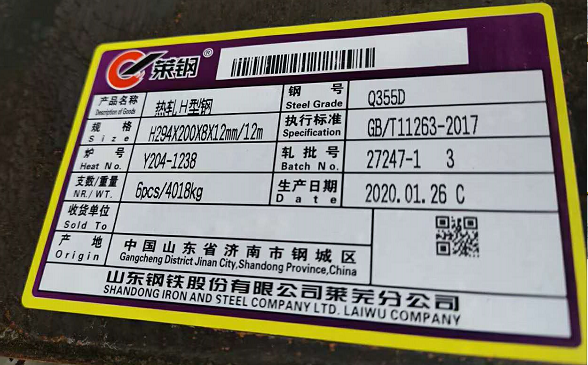 莱钢®
产品名称 Description of Goods 热轧H型钢 钢号 Steel Grade Q355D
规格 Size H294X200X8X12mm/12m 执行标准 Specification GB/T11263-2017
炉号 Heat No. Y204-1238 轧批号 Batch No. 27247-1 3
支数/重量 NR./WT. 6pcs/4018kg 生产日期 Date 2020.01.26 C
收货单位 Sold To
产地 Origin 中国山东省济南市钢城区
Gangcheng District Jinan City,Shandong Province,China
山东钢铁股份有限公司莱芜分公司
SHANDONG IRON AND STEEL COMPANY LTD. LAIWU COMPANY